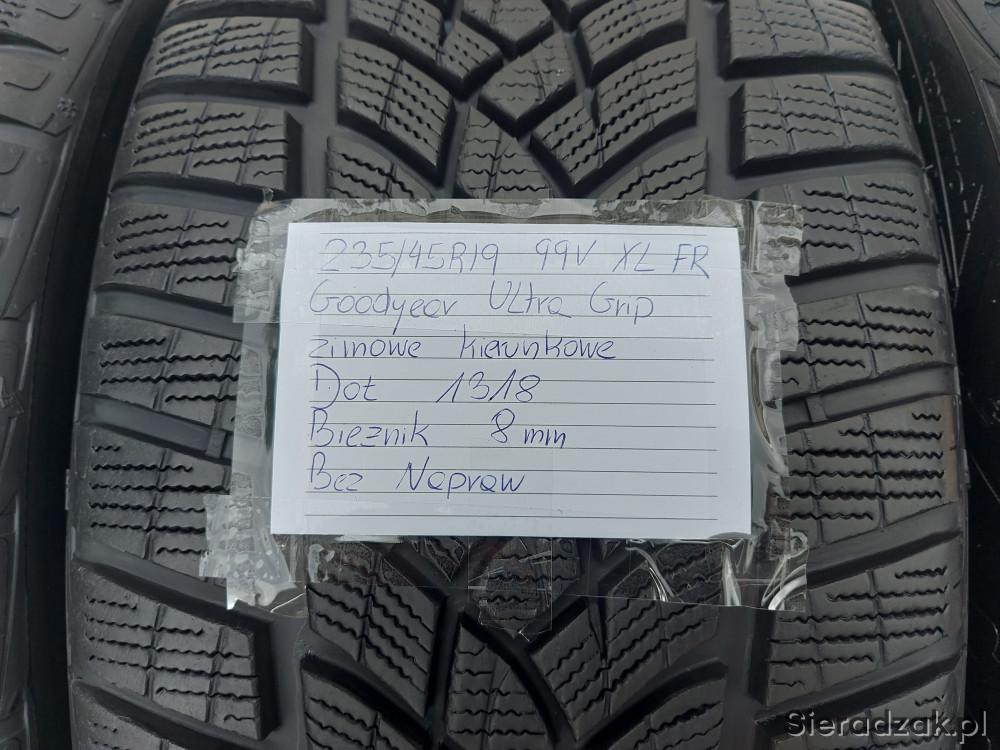 235/45R19 99V XL FR
Goodyear Ultra Grip
zimowe kierunkowe
Dot 1318
Bieznik 8 mm
Bez Napraw
Sieradzak.pl